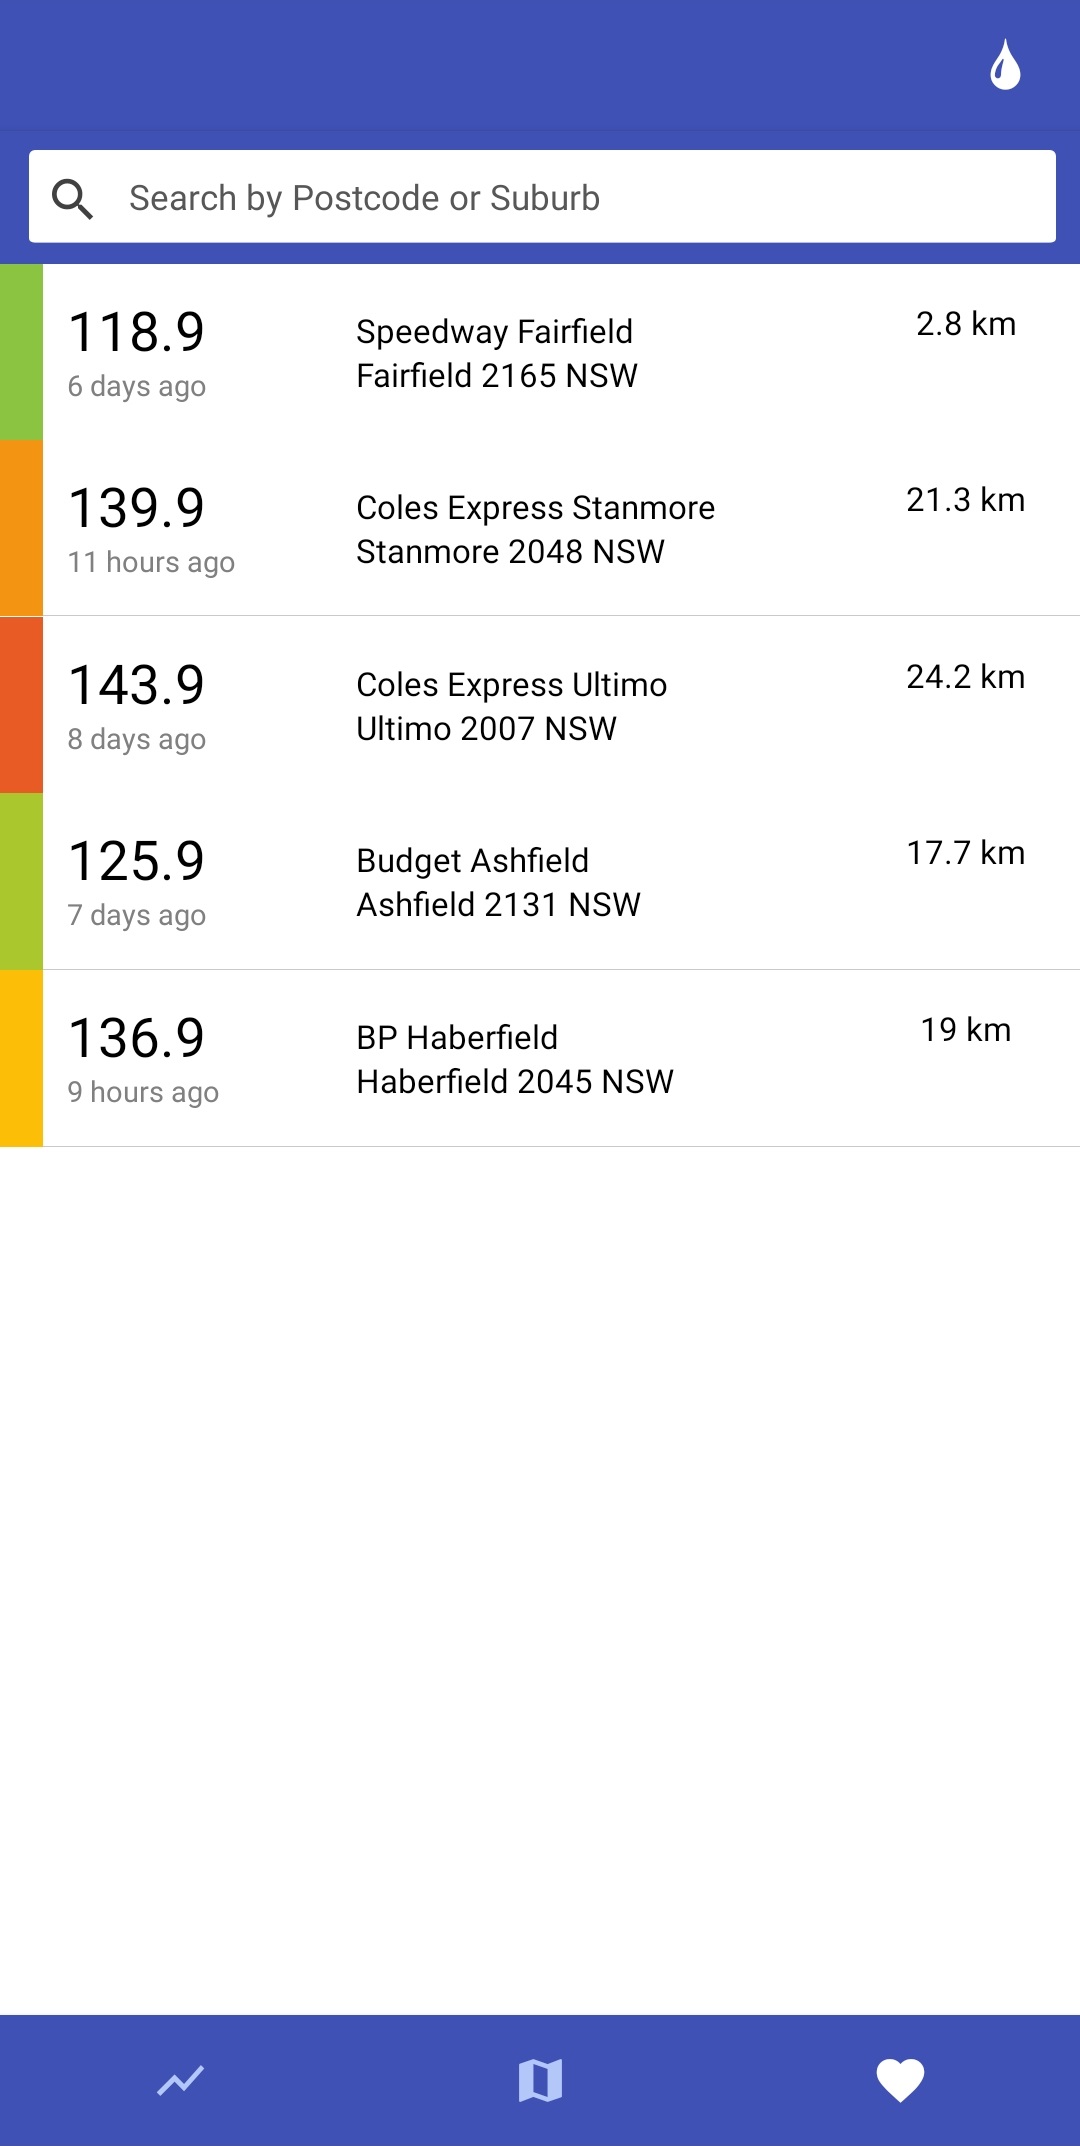 Search by Postcode or Suburb
118.9
6 days ago
Speedway Fairfield
Fairfield 2165 NSW
2.8 km
139.9
11 hours ago
Coles Express Stanmore
Stanmore 2048 NSW
21.3 km
143.9
8 days ago
Coles Express Ultimo
Ultimo 2007 NSW
24.2 km
125.9
7 days ago
Budget Ashfield
Ashfield 2131 NSW
17.7 km
136.9
9 hours ago
BP Haberfield
Haberfield 2045 NSW
19 km